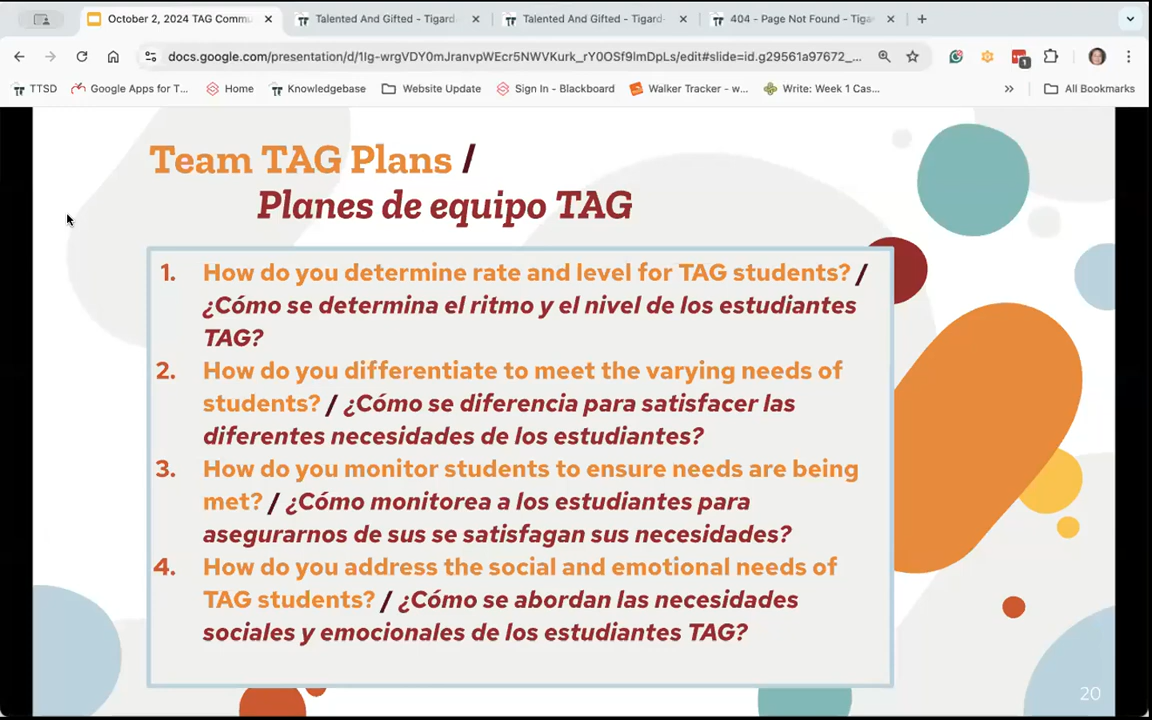 October 2, 2024 TAG Commu
Talented And Gifted - Tigard-
Talented And Gifted - Tigard-
404 - Page Not Found - Tiga
docs.google.com/presentation/d/1Ig-wrgVDY0mJranvpWEcr5NWVKurk_rY0OSf9lmDpLs/edit#slide=id.g29561a97672_...
1
TTSD
Google Apps for T...
Home
Knowledgebase
Website Update
Sign In - Blackboard
Walker Tracker - w...
Write: Week 1 Cas...
All Bookmarks
Team TAG Plans /
Planes de equipo TAG
1. How do you determine rate and level for TAG students? /
¿Cómo se determina el ritmo y el nivel de los estudiantes
TAG?
2. How do you differentiate to meet the varying needs of
students? / ¿Cómo se diferencia para satisfacer las
diferentes necesidades de los estudiantes?
3. How do you monitor students to ensure needs are being
met? / ¿Cómo monitorea a los estudiantes para
asegurarnos de sus se satisfagan sus necesidades?
4. How do you address the social and emotional needs of
TAG students? / ¿Cómo se abordan las necesidades
sociales y emocionales de los estudiantes TAG?
20